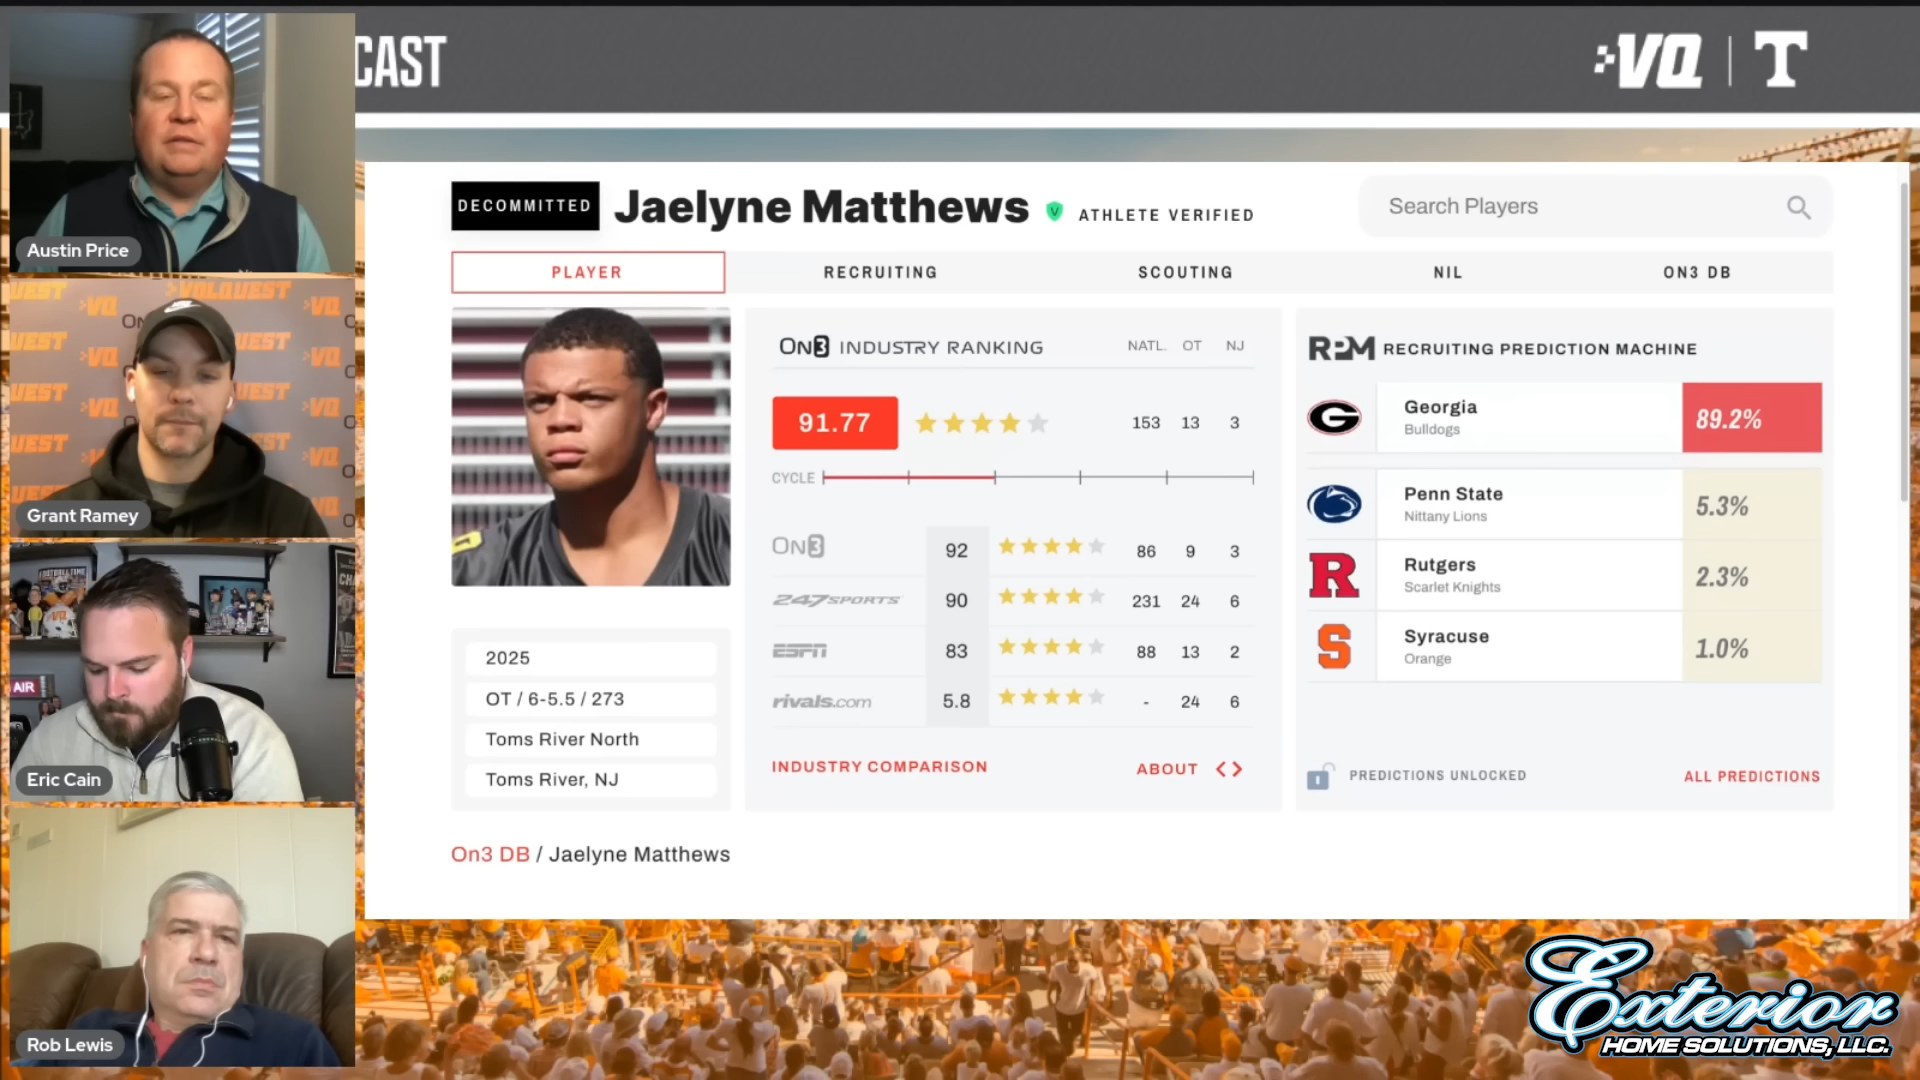 CAST
VQ
T
DECOMMITTED
Jaelyne Matthews
V
ATHLETE VERIFIED
Search Players
PLAYER
RECRUITING
SCOUTING
NIL
ON3 DB
ON3 INDUSTRY RANKING
NATL. OT NJ
91.77
153 13 3
CYCLE
ON3 92 86 9 3
247SPORTS 90 231 24 6
ESPN 83 88 13 2
rivals.com 5.8 - 24 6
INDUSTRY COMPARISON
ABOUT
RPM RECRUITING PREDICTION MACHINE
G
Georgia
Bulldogs
89.2%
Penn State
Nittany Lions
5.3%
R
Rutgers
Scarlet Knights
2.3%
S
Syracuse
Orange
1.0%
PREDICTIONS UNLOCKED
ALL PREDICTIONS
2025
OT / 6-5.5 / 273
Toms River North
Toms River, NJ
On3 DB / Jaelyne Matthews
Austin Price
VOLQUEST
VQ
Grant Ramey
AIR
Eric Cain
Rob Lewis
Exterior
HOME SOLUTIONS, LLC.